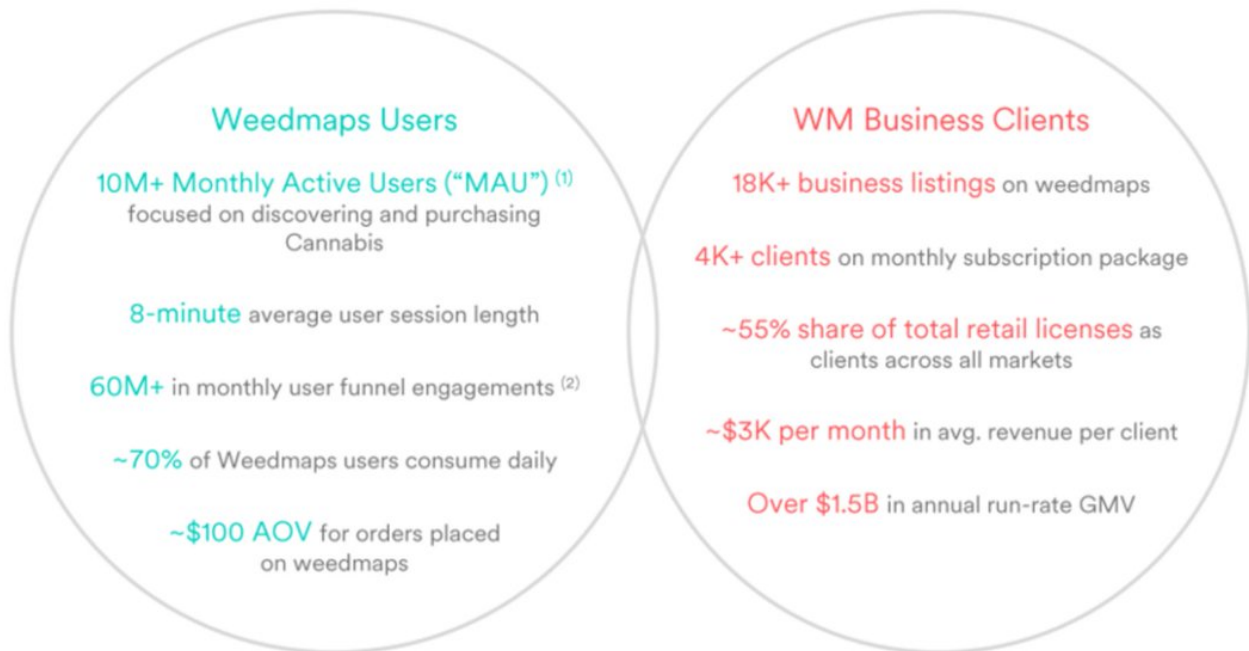 Weedmaps Users
10M+ Monthly Active Users (“MAU”) (1)
focused on discovering and purchasing
Cannabis
8-minute average user session length
60M+ in monthly user funnel engagements (2)
~70% of Weedmaps users consume daily
~$100 AOV for orders placed
on weedmaps
WM Business Clients
18K+ business listings on weedmaps
4K+ clients on monthly subscription package
~55% share of total retail licenses as
clients across all markets
~$3K per month in avg. revenue per client
Over $1.5B in annual run-rate GMV